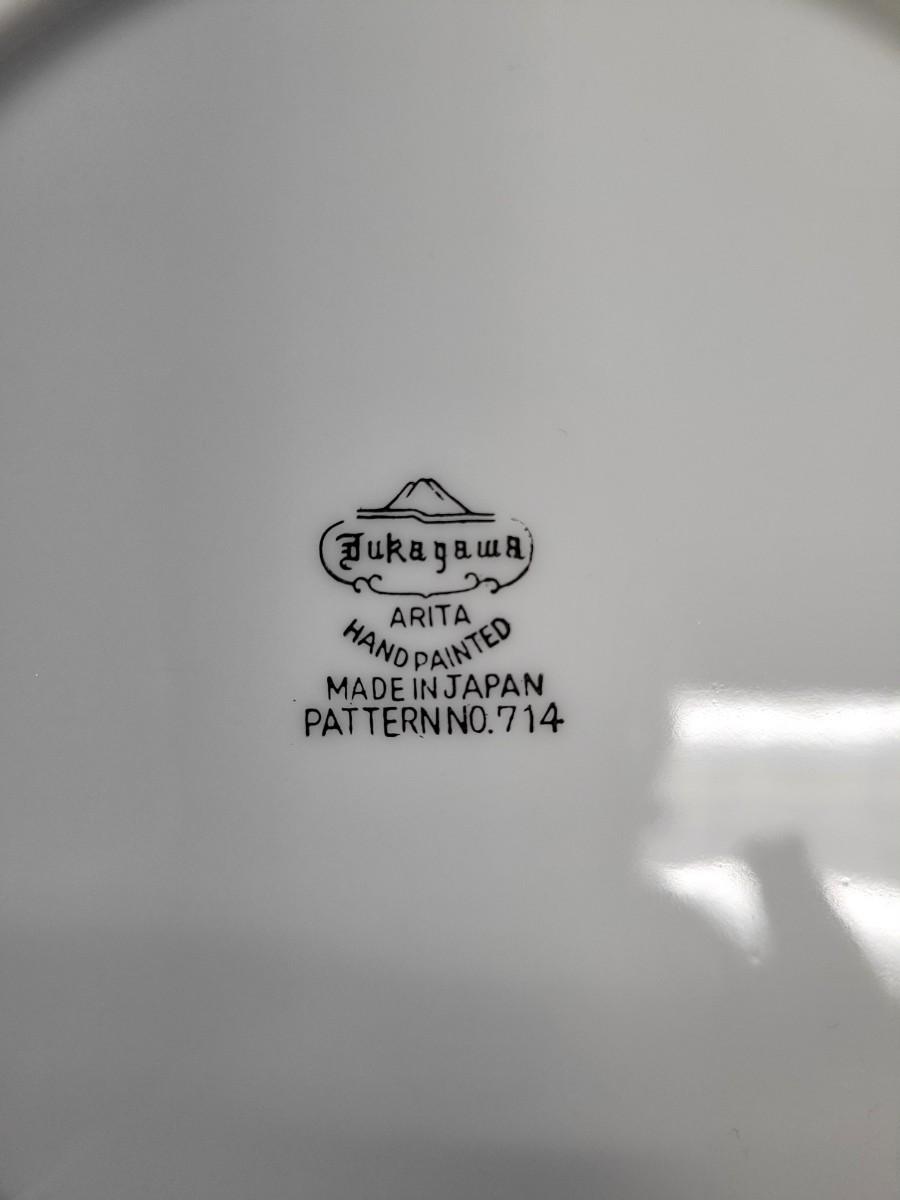 Fukagawa
ARITA
HAND PAINTED
MADE IN JAPAN
PATTERN NO. 714